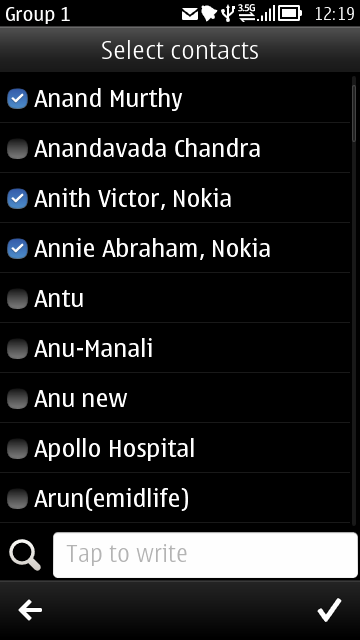 Group 1 3.5G 12:19
Select contacts
Anand Murthy
Anandavada Chandra
Anith Victor, Nokia
Annie Abraham, Nokia
Antu
Anu-Manali
Anu new
Apollo Hospital
Arun(emidlife)
Tap to write